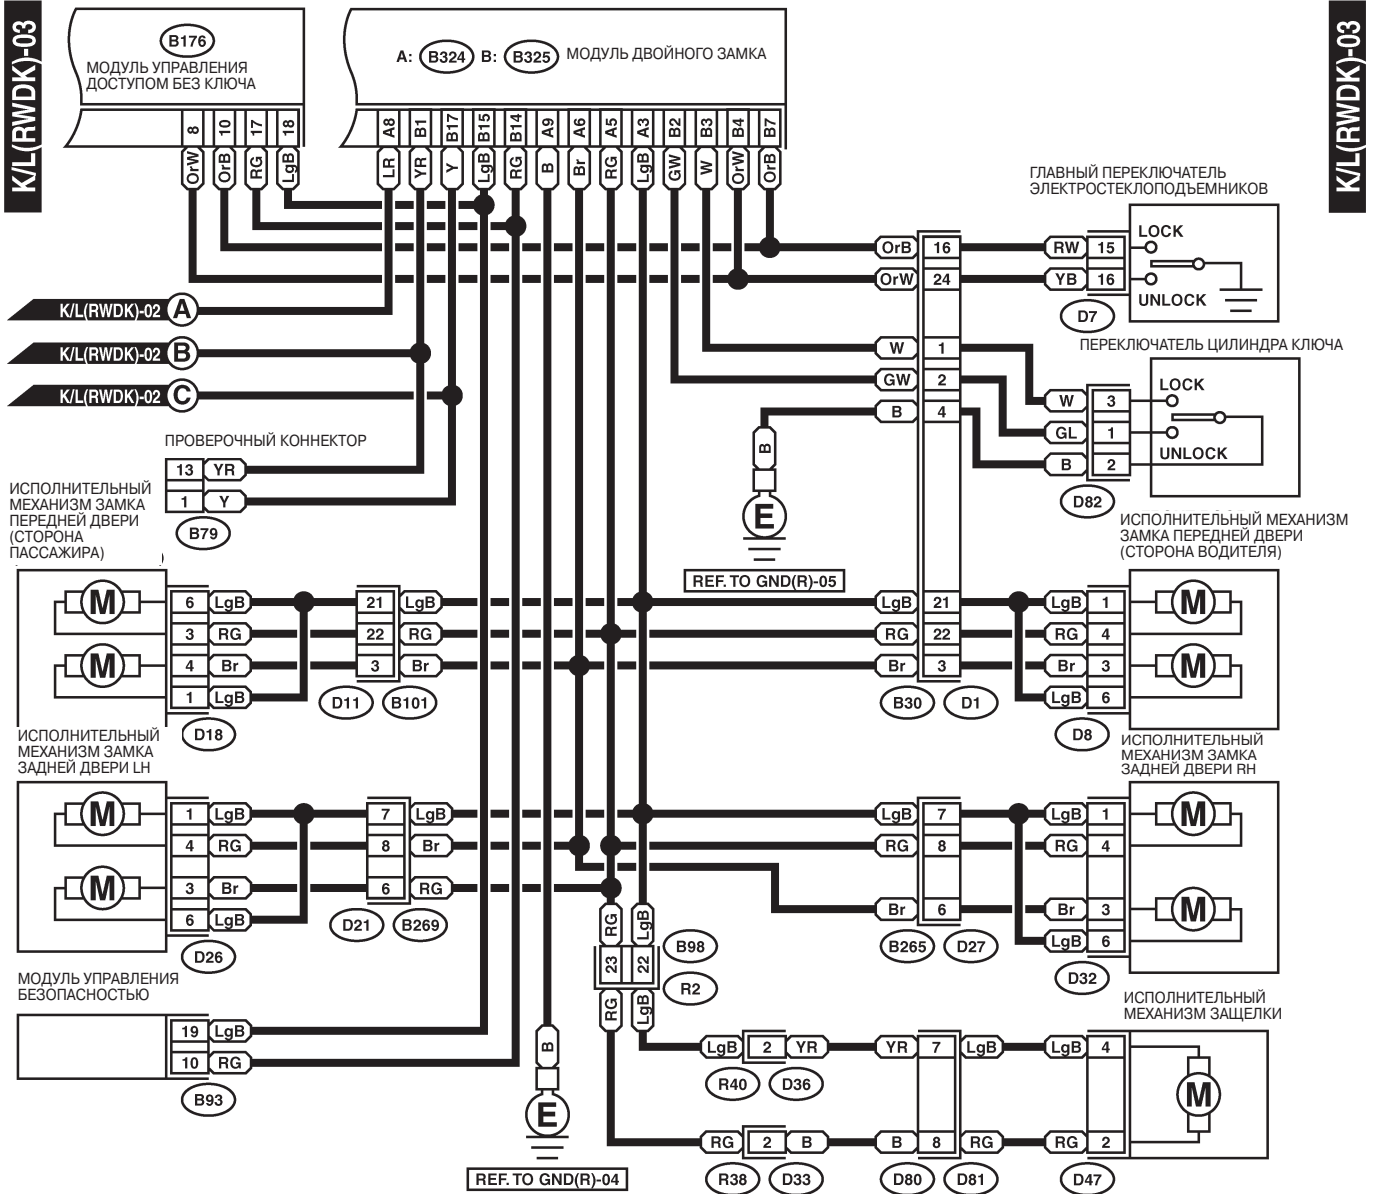 K/L(RWDK)-03
K/L(RWDK)-03
B176
МОДУЛЬ УПРАВЛЕНИЯ
ДОСТУПОМ БЕЗ КЛЮЧА
A: B324 B: B325 МОДУЛЬ ДВОЙНОГО ЗАМКА
8 10 17 18
A8 B1 B17 B15 B14 A9 A6 A5 A3 B2 B3 B4 B7
OrW OrB RG LgB
LR YR Y LgB RG B Br RG LgB GW W OrW OrB
ГЛАВНЫЙ ПЕРЕКЛЮЧАТЕЛЬ
ЭЛЕКТРОСТЕКЛОПОДЪЕМНИКОВ
LOCK
OrB 16 RW 15
OrW 24 YB 16
UNLOCK
D7
K/L(RWDK)-02 A
K/L(RWDK)-02 B
K/L(RWDK)-02 C
ПЕРЕКЛЮЧАТЕЛЬ ЦИЛИНДРА КЛЮЧА
W 1
GW 2
B 4
LOCK
W 3
GL 1
UNLOCK
B 2
D82
B
E
REF. TO GND(R)-05
ПРОВЕРОЧНЫЙ КОННЕКТОР
13 YR
1 Y
B79
ИСПОЛНИТЕЛЬНЫЙ
МЕХАНИЗМ ЗАМКА
ПЕРЕДНЕЙ ДВЕРИ
(СТОРОНА
ПАССАЖИРА)
M
M
6 LgB 21 LgB
3 RG 22 RG
4 Br 3 Br
1 LgB
D18
D11 B101
ИСПОЛНИТЕЛЬНЫЙ МЕХАНИЗМ
ЗАМКА ПЕРЕДНЕЙ ДВЕРИ
(СТОРОНА ВОДИТЕЛЯ)
LgB 21 LgB 1
RG 22 RG 4
Br 3 Br 3
LgB 6
M
M
B30 D1
D8
ИСПОЛНИТЕЛЬНЫЙ
МЕХАНИЗМ ЗАМКА
ЗАДНЕЙ ДВЕРИ LH
M
M
1 LgB 7 LgB
4 RG 8 Br
3 Br 6 RG
6 LgB
D26
D21 B269
ИСПОЛНИТЕЛЬНЫЙ
МЕХАНИЗМ ЗАМКА
ЗАДНЕЙ ДВЕРИ RH
LgB 7 LgB 1
RG 8 RG 4
Br 6 Br 3
LgB 6
M
M
B265 D27
D32
RG LgB
23 22
RG LgB
B98
R2
МОДУЛЬ УПРАВЛЕНИЯ
БЕЗОПАСНОСТЬЮ
19 LgB
10 RG
B93
B
E
REF. TO GND(R)-04
ИСПОЛНИТЕЛЬНЫЙ
МЕХАНИЗМ ЗАЩЕЛКИ
LgB 2 YR YR 7 LgB LgB 4
R40 D36
M
RG 2 B B 8 RG RG 2
R38 D33 D80 D81 D47